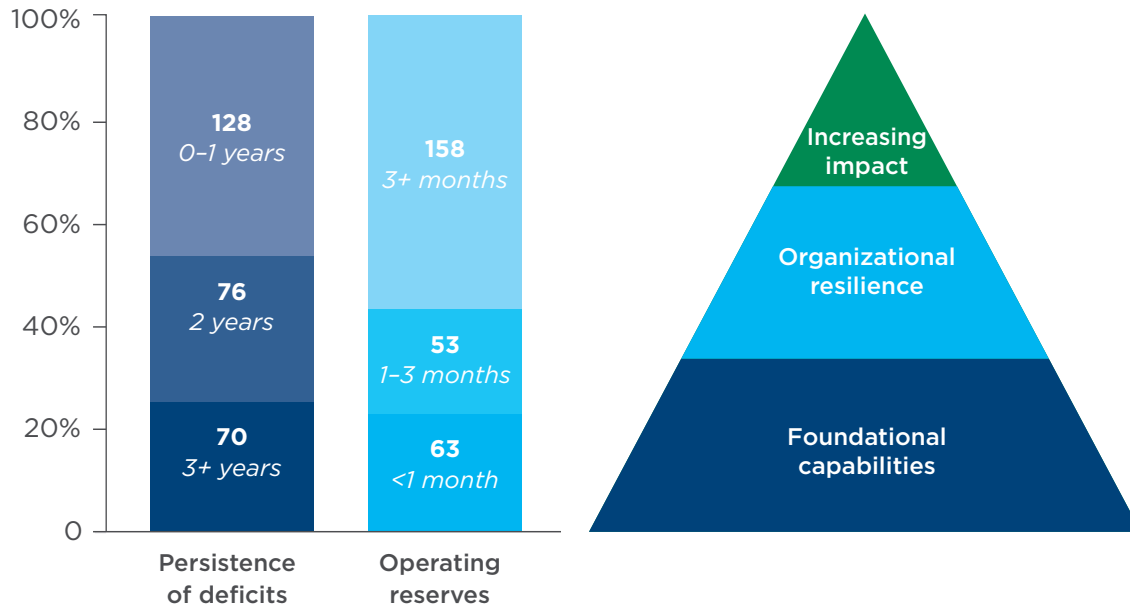 100%
80%
60%
40%
20%
0
128
0–1 years
76
2 years
70
3+ years
158
3+ months
53
1–3 months
63
<1 month
Persistence
of deficits
Operating
reserves
Increasing
impact
Organizational
resilience
Foundational
capabilities